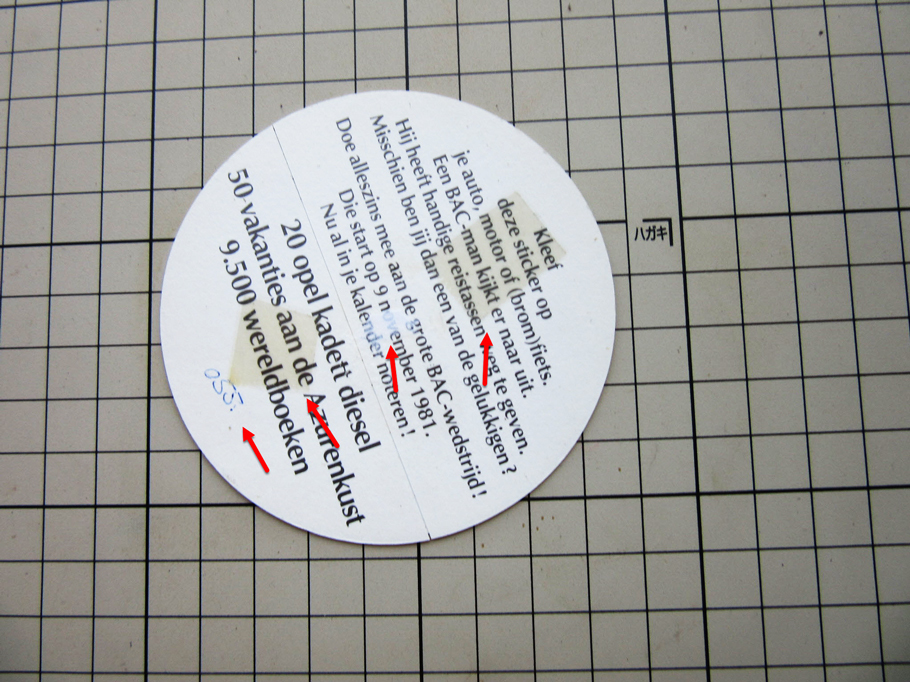 Kleef
deze sticker op
je auto, motor of (brom)fiets.
Een BAC-man kijkt er naar uit.
Hij heeft handige reistassen weg te geven.
Misschien ben jij dan een van de gelukkigen?
Doe alleszins mee aan de grote BAC-wedstrijd!
Die start op 9 november 1981.
Nu al in je kalender noteren!
20 opel kadett diesel
50 vakanties aan de Azurenkust
9.500 wereldboeken
055.
ハガキ